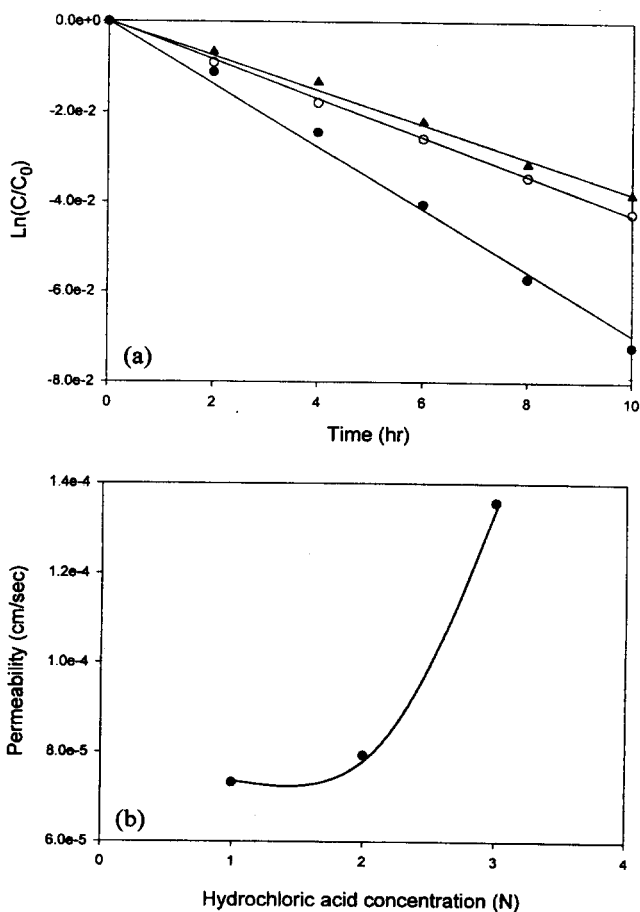 0.0e+0
-2.0e-2
-4.0e-2
-6.0e-2
-8.0e-2
Ln(C/C0)
(a)
0 2 4 6 8 10
Time (hr)
1.4e-4
1.2e-4
1.0e-4
8.0e-5
6.0e-5
Permeability (cm/sec)
(b)
0 1 2 3 4
Hydrochloric acid concentration (N)